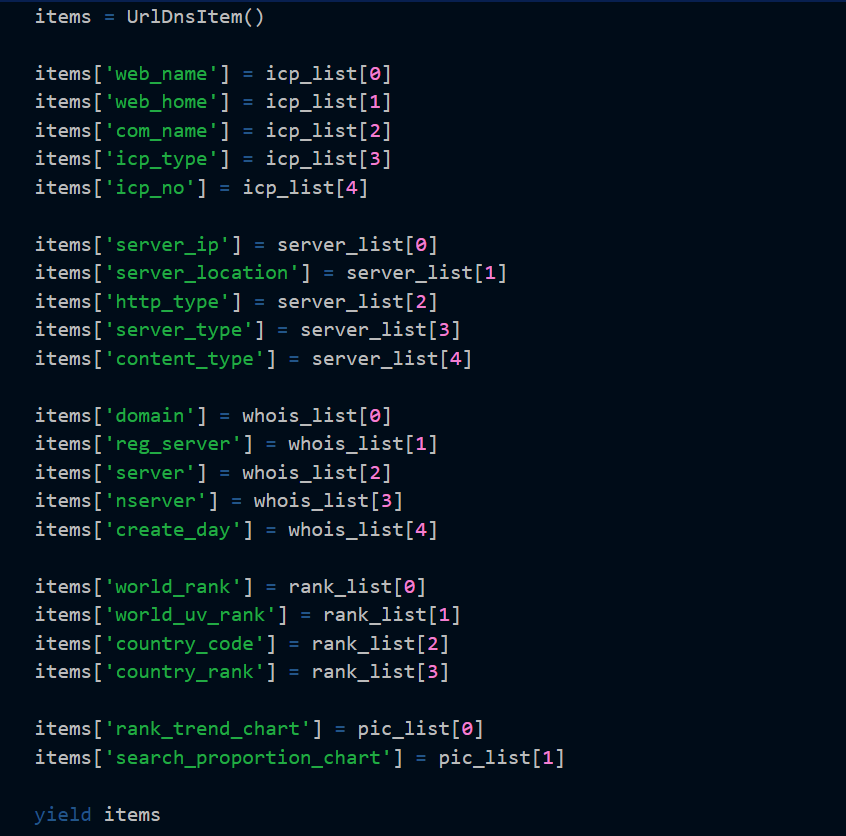 items = UrlDnsItem()
items['web_name'] = icp_list[0]
items['web_home'] = icp_list[1]
items['com_name'] = icp_list[2]
items['icp_type'] = icp_list[3]
items['icp_no'] = icp_list[4]
items['server_ip'] = server_list[0]
items['server_location'] = server_list[1]
items['http_type'] = server_list[2]
items['server_type'] = server_list[3]
items['content_type'] = server_list[4]
items['domain'] = whois_list[0]
items['reg_server'] = whois_list[1]
items['server'] = whois_list[2]
items['nserver'] = whois_list[3]
items['create_day'] = whois_list[4]
items['world_rank'] = rank_list[0]
items['world_uv_rank'] = rank_list[1]
items['country_code'] = rank_list[2]
items['country_rank'] = rank_list[3]
items['rank_trend_chart'] = pic_list[0]
items['search_proportion_chart'] = pic_list[1]
yield items